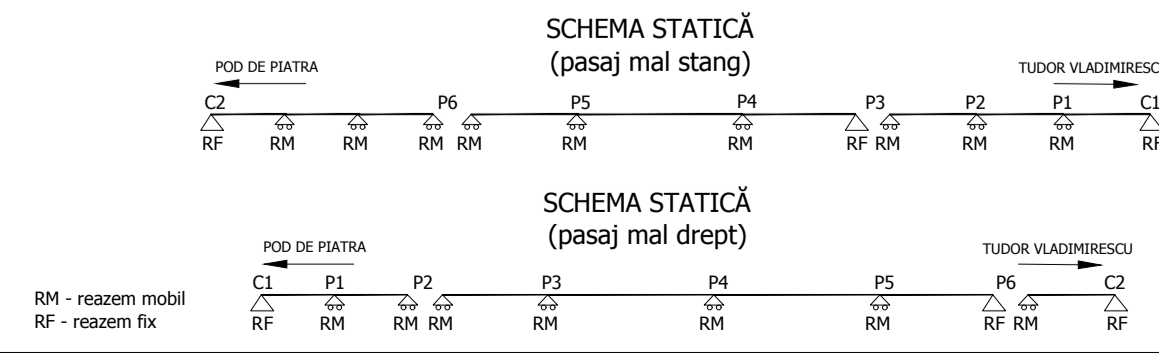 SCHEMA STATICĂ
(pasaj mal stang)
POD DE PIATRA TUDOR VLADIMIRESC
C2 P6 P5 P4 P3 P2 P1 C1
RF RM RM RM RM RM RM RF RM RM RM RF
SCHEMA STATICĂ
(pasaj mal drept)
POD DE PIATRA TUDOR VLADIMIRESCU
C1 P1 P2 P3 P4 P5 P6 C2
RM - reazem mobil
RF - reazem fix
RF RM RM RM RM RM RM RF RM RF